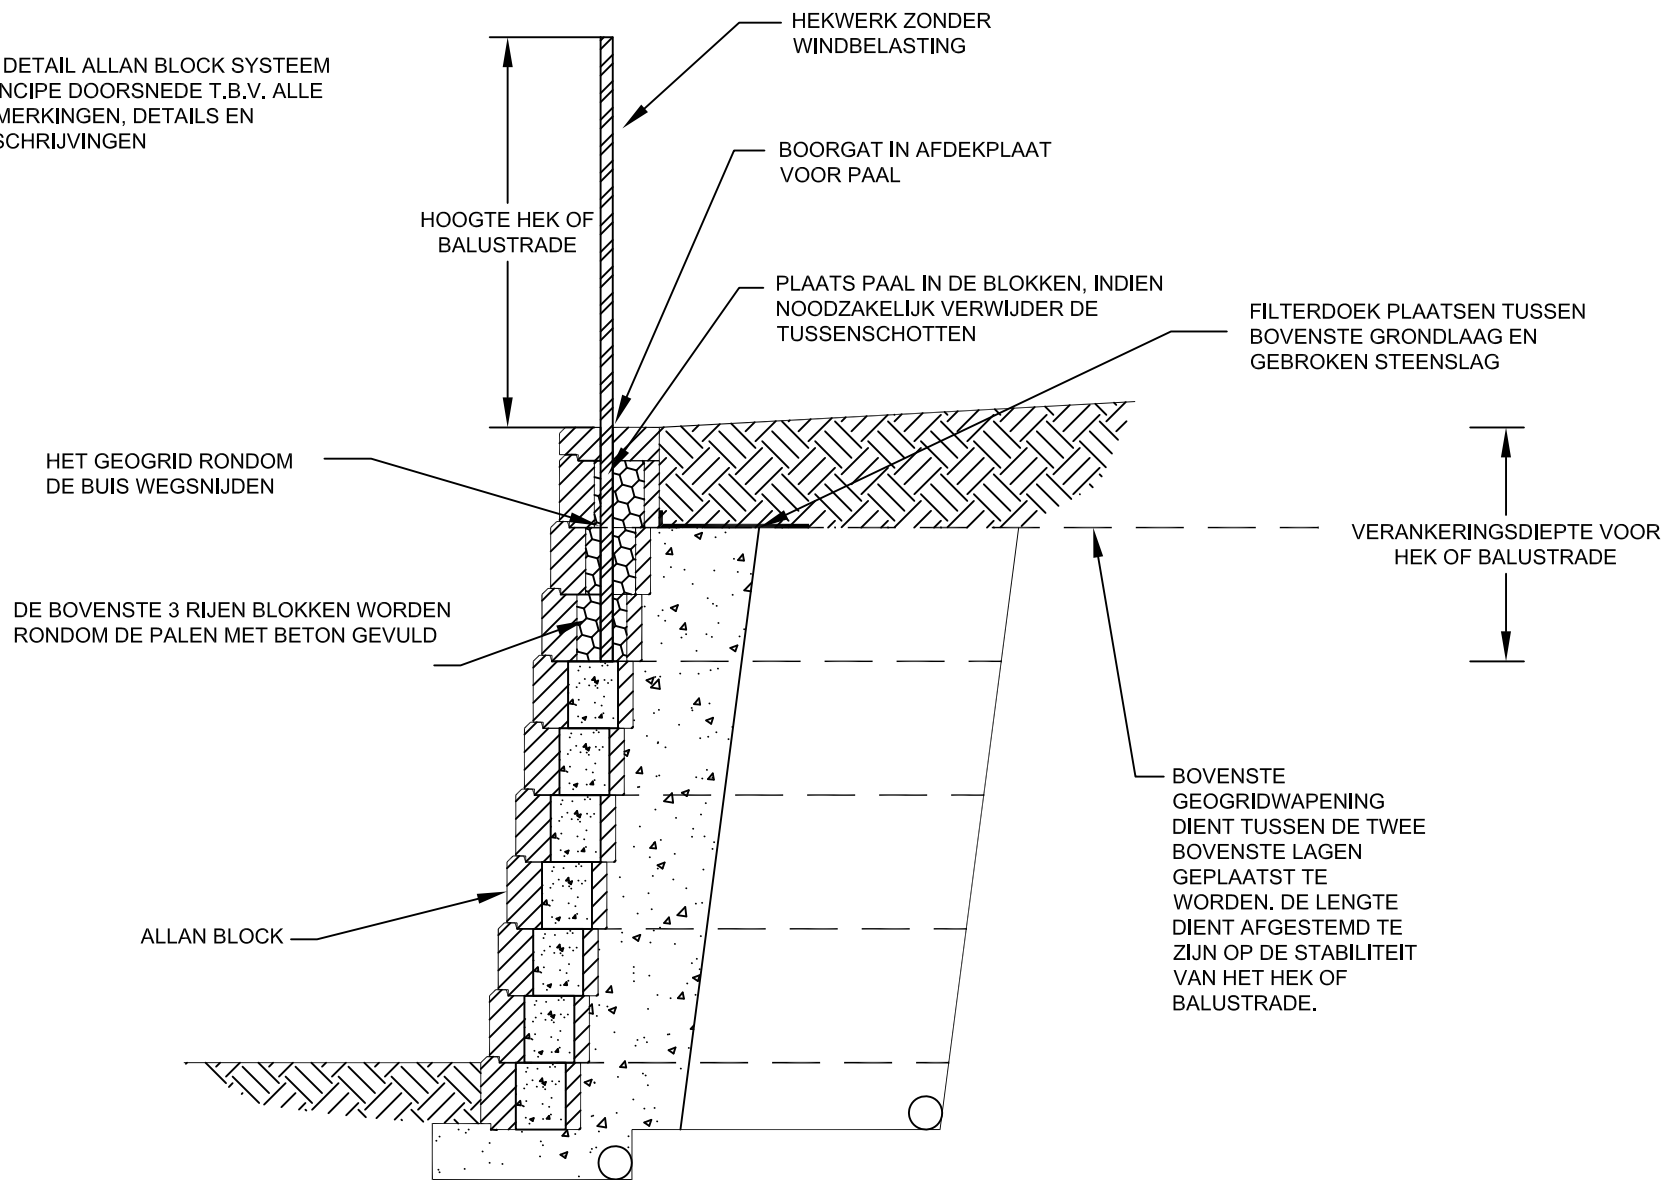 DETAIL ALLAN BLOCK SYSTEEM
DOORSNEDE T.B.V. ALLE
DETAILS EN
HEKWERK ZONDER
WINDBELASTING
BOORGAT IN AFDEKPLAAT
VOOR PAAL
HOOGTE HEK OF
BALUSTRADE
PLAATS PAAL IN DE BLOKKEN, INDIEN
NOODZAKELIJK VERWIJDER DE
TUSSENSCHOTTEN
FILTERDOEK PLAATSEN TUSSEN
BOVENSTE GRONDLAAG EN
GEBROKEN STEENSLAG
HET GEOGRID RONDOM
DE BUIS WEGSNIJDEN
VERANKERINGSDIEPTE VOOR
HEK OF BALUSTRADE
DE BOVENSTE 3 RIJEN BLOKKEN WORDEN
RONDOM DE PALEN MET BETON GEVULD
BOVENSTE
GEOGRIDWAPENING
DIENT TUSSEN DE TWEE
BOVENSTE LAGEN
GEPLAATST TE
WORDEN. DE LENGTE
DIENT AFGESTEMD TE
ZIJN OP DE STABILITEIT
VAN HET HEK OF
BALUSTRADE.
ALLAN BLOCK